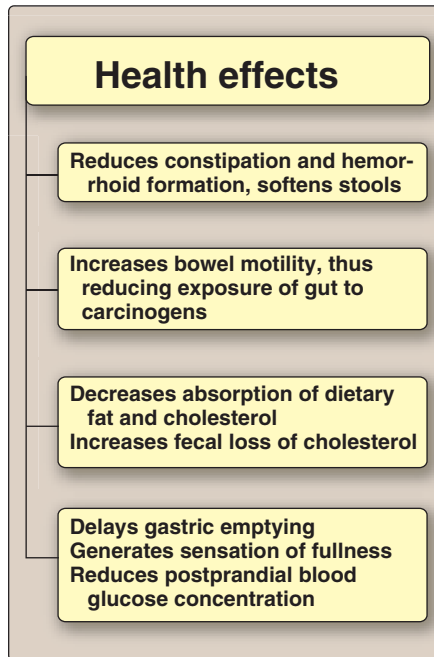 Health effects
Reduces constipation and hemor-
rhoid formation, softens stools
Increases bowel motility, thus
reducing exposure of gut to
carcinogens
Decreases absorption of dietary
fat and cholesterol
Increases fecal loss of cholesterol
Delays gastric emptying
Generates sensation of fullness
Reduces postprandial blood
glucose concentration